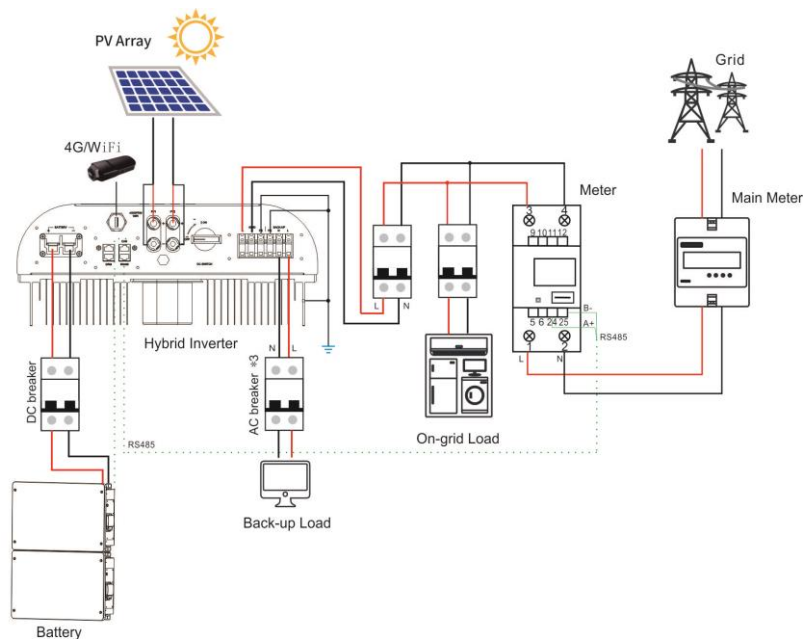 PV Array
Grid
4G/WiFi
Meter
Main Meter
3 4
9 10 11 12
L N
B-
5 6 24 25
A+
RS485
1 2
L N
Hybrid Inverter
N L
DC breaker
AC breaker *3
On-grid Load
RS485
Back-up Load
Battery